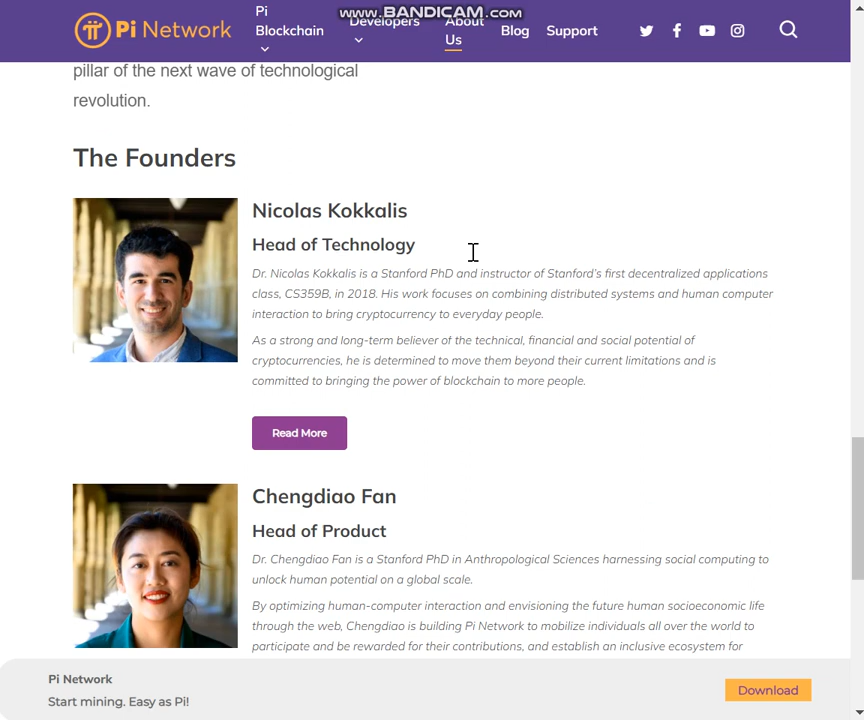 www.BANDICAM.com
Pi Network
Pi
Blockchain
Developers
About
Us
Blog
Support
pillar of the next wave of technological
revolution.
The Founders
Nicolas Kokkalis
Head of Technology
Dr. Nicolas Kokkalis is a Stanford PhD and instructor of Stanford's first decentralized applications
class, CS359B, in 2018. His work focuses on combining distributed systems and human computer
interaction to bring cryptocurrency to everyday people.
As a strong and long-term believer of the technical, financial and social potential of
cryptocurrencies, he is determined to move them beyond their current limitations and is
committed to bringing the power of blockchain to more people.
Read More
Chengdiao Fan
Head of Product
Dr. Chengdiao Fan is a Stanford PhD in Anthropological Sciences harnessing social computing to
unlock human potential on a global scale.
By optimizing human-computer interaction and envisioning the future human socioeconomic life
through the web, Chengdiao is building Pi Network to mobilize individuals all over the world to
participate and be rewarded for their contributions, and establish an inclusive ecosystem for
Pi Network
Start mining. Easy as Pi!
Download